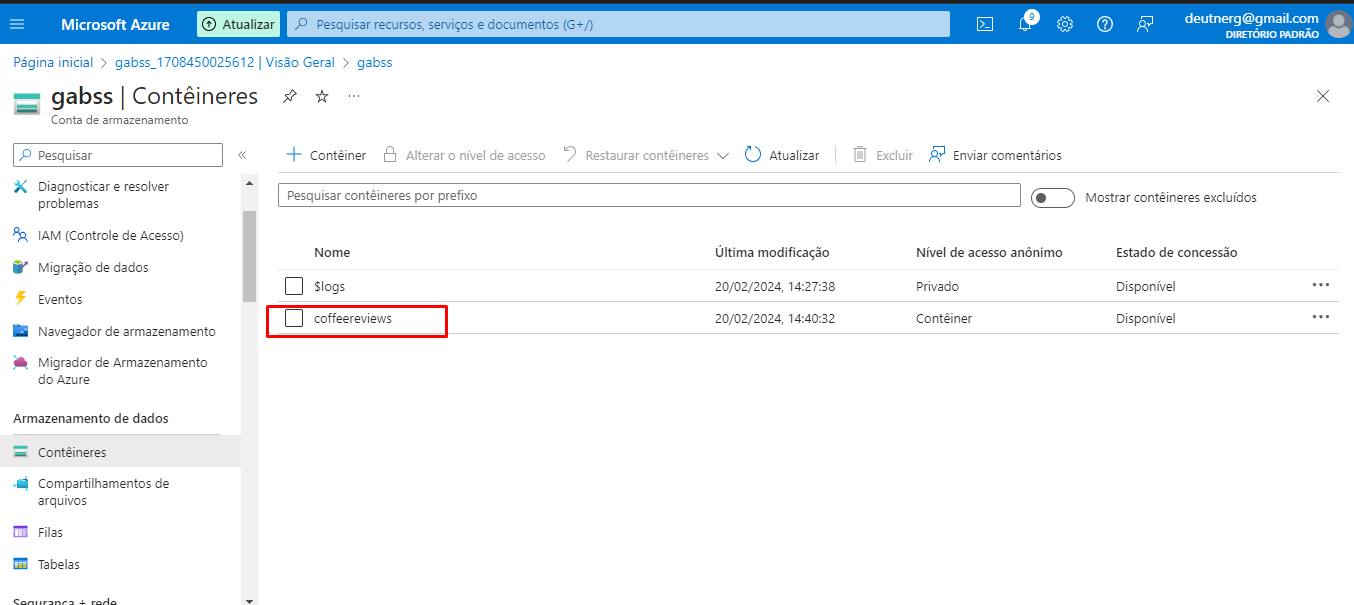 Microsoft Azure
Atualizar
Pesquisar recursos, serviços e documentos (G+/)
9
deutnerg@gmail.com
DIRETÓRIO PADRÃO
Página inicial > gabss_1708450025612 | Visão Geral > gabss
gabss | Contêineres
Conta de armazenamento
Pesquisar
Diagnosticar e resolver
problemas
IAM (Controle de Acesso)
Migração de dados
Eventos
Navegador de armazenamento
Migrador de Armazenamento
do Azure
Armazenamento de dados
Contêineres
Compartilhamentos de
arquivos
Filas
Tabelas
Segurança + rede
Contêiner Alterar o nível de acesso Restaurar contêineres Atualizar Excluir Enviar comentários
Pesquisar contêineres por prefixo
Mostrar contêineres excluídos
Nome Última modificação Nível de acesso anônimo Estado de concessão
$logs 20/02/2024, 14:27:38 Privado Disponível
coffeereviews 20/02/2024, 14:40:32 Contêiner Disponível